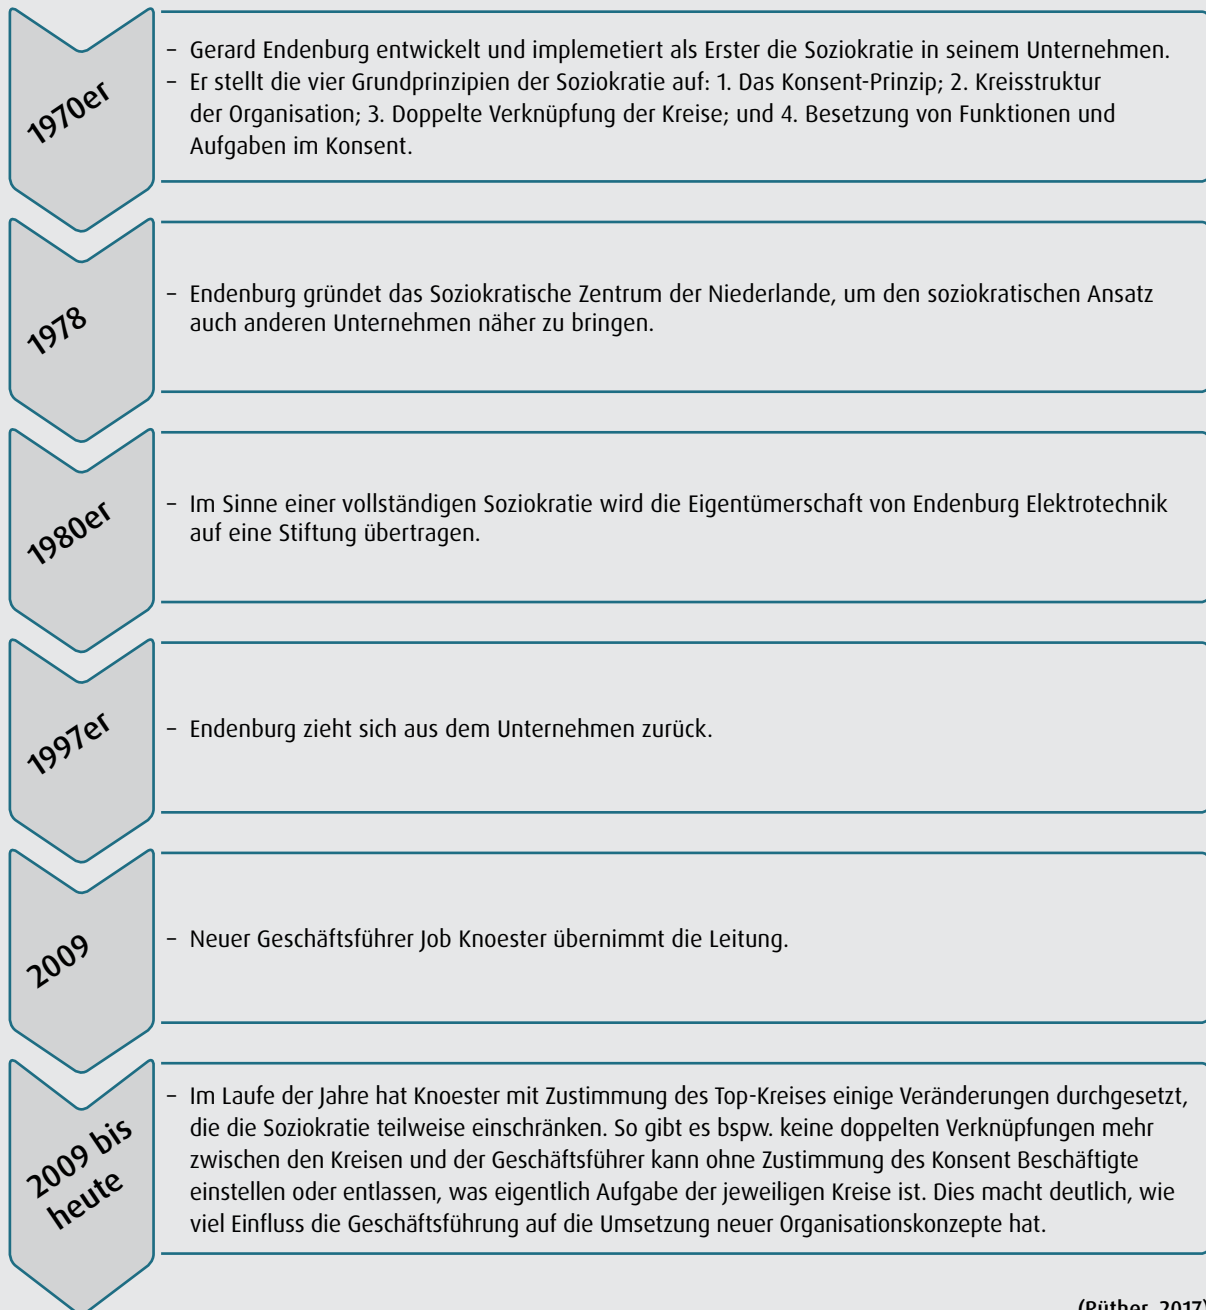 1970er
– Gerard Endenburg entwickelt und implemetiert als Erster die Soziokratie in seinem Unternehmen.
– Er stellt die vier Grundprinzipien der Soziokratie auf: 1. Das Konsent-Prinzip; 2. Kreisstruktur
der Organisation; 3. Doppelte Verknüpfung der Kreise; und 4. Besetzung von Funktionen und
Aufgaben im Konsent.
1978
– Endenburg gründet das Soziokratische Zentrum der Niederlande, um den soziokratischen Ansatz
auch anderen Unternehmen näher zu bringen.
1980er
– Im Sinne einer vollständigen Soziokratie wird die Eigentümerschaft von Endenburg Elektrotechnik
auf eine Stiftung übertragen.
1997er
– Endenburg zieht sich aus dem Unternehmen zurück.
2009
– Neuer Geschäftsführer Job Knoester übernimmt die Leitung.
2009 bis
heute
– Im Laufe der Jahre hat Knoester mit Zustimmung des Top-Kreises einige Veränderungen durchgesetzt,
die die Soziokratie teilweise einschränken. So gibt es bspw. keine doppelten Verknüpfungen mehr
zwischen den Kreisen und der Geschäftsführer kann ohne Zustimmung des Konsent Beschäftigte
einstellen oder entlassen, was eigentlich Aufgabe der jeweiligen Kreise ist. Dies macht deutlich, wie
viel Einfluss die Geschäftsführung auf die Umsetzung neuer Organisationskonzepte hat.
(Rüther, 2017)